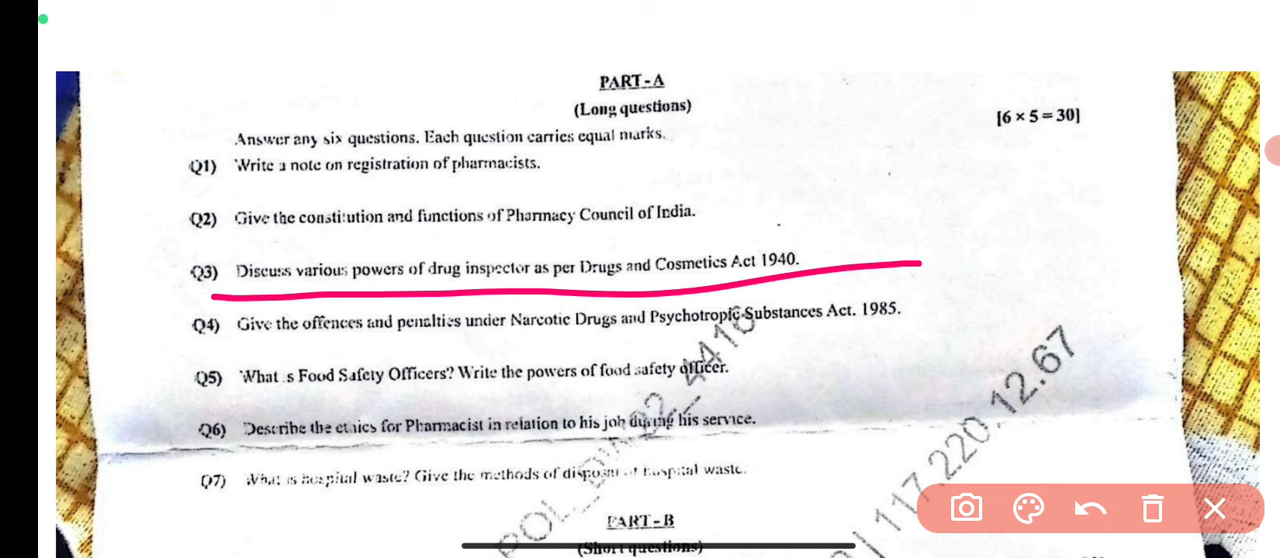 PART - A
(Long questions)
[6 × 5 = 30]
Answer any six questions. Each question carries equal marks.
Q1) Write a note on registration of pharmacists.
Q2) Give the constitution and functions of Pharmacy Council of India.
Q3) Discuss various powers of drug inspector as per Drugs and Cosmetics Act 1940.
Q4) Give the offences and penalties under Narcotic Drugs and Psychotropic Substances Act. 1985.
Q5) What s Food Safety Officers? Write the powers of food safety officer.
Q6) Describe the ethics for Pharmacist in relation to his job during his service.
Q7) What is hospital waste? Give the methods of disposal of hospital waste.
117.220.12.67
PART - B
(Short questions)